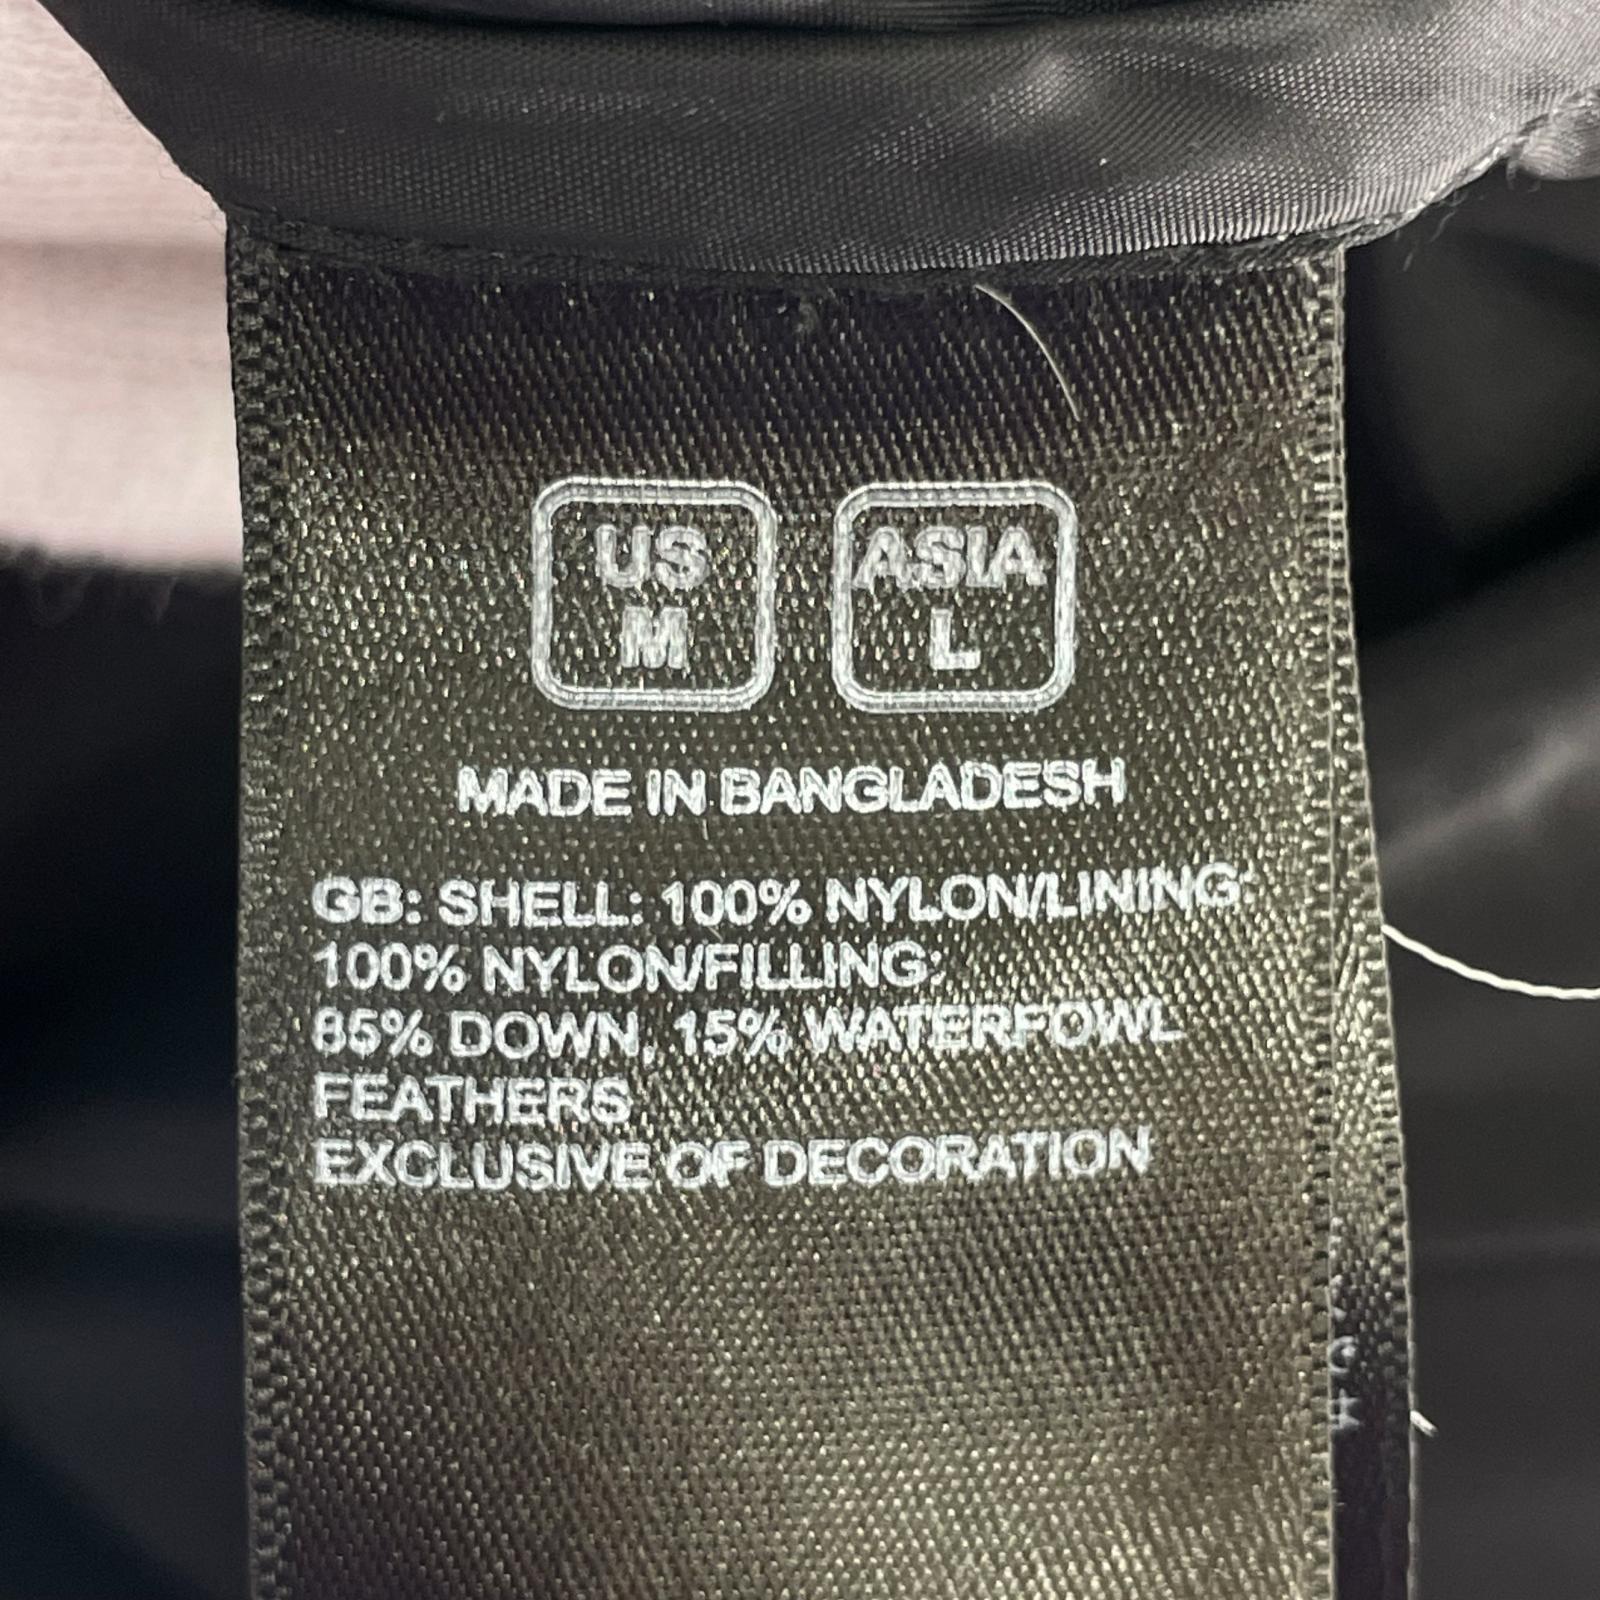 US
M
ASIA
L
MADE IN BANGLADESH
GB: SHELL: 100% NYLON/LINING:
100% NYLON/FILLING:
85% DOWN, 15% WATERFOWL
FEATHERS
EXCLUSIVE OF DECORATION